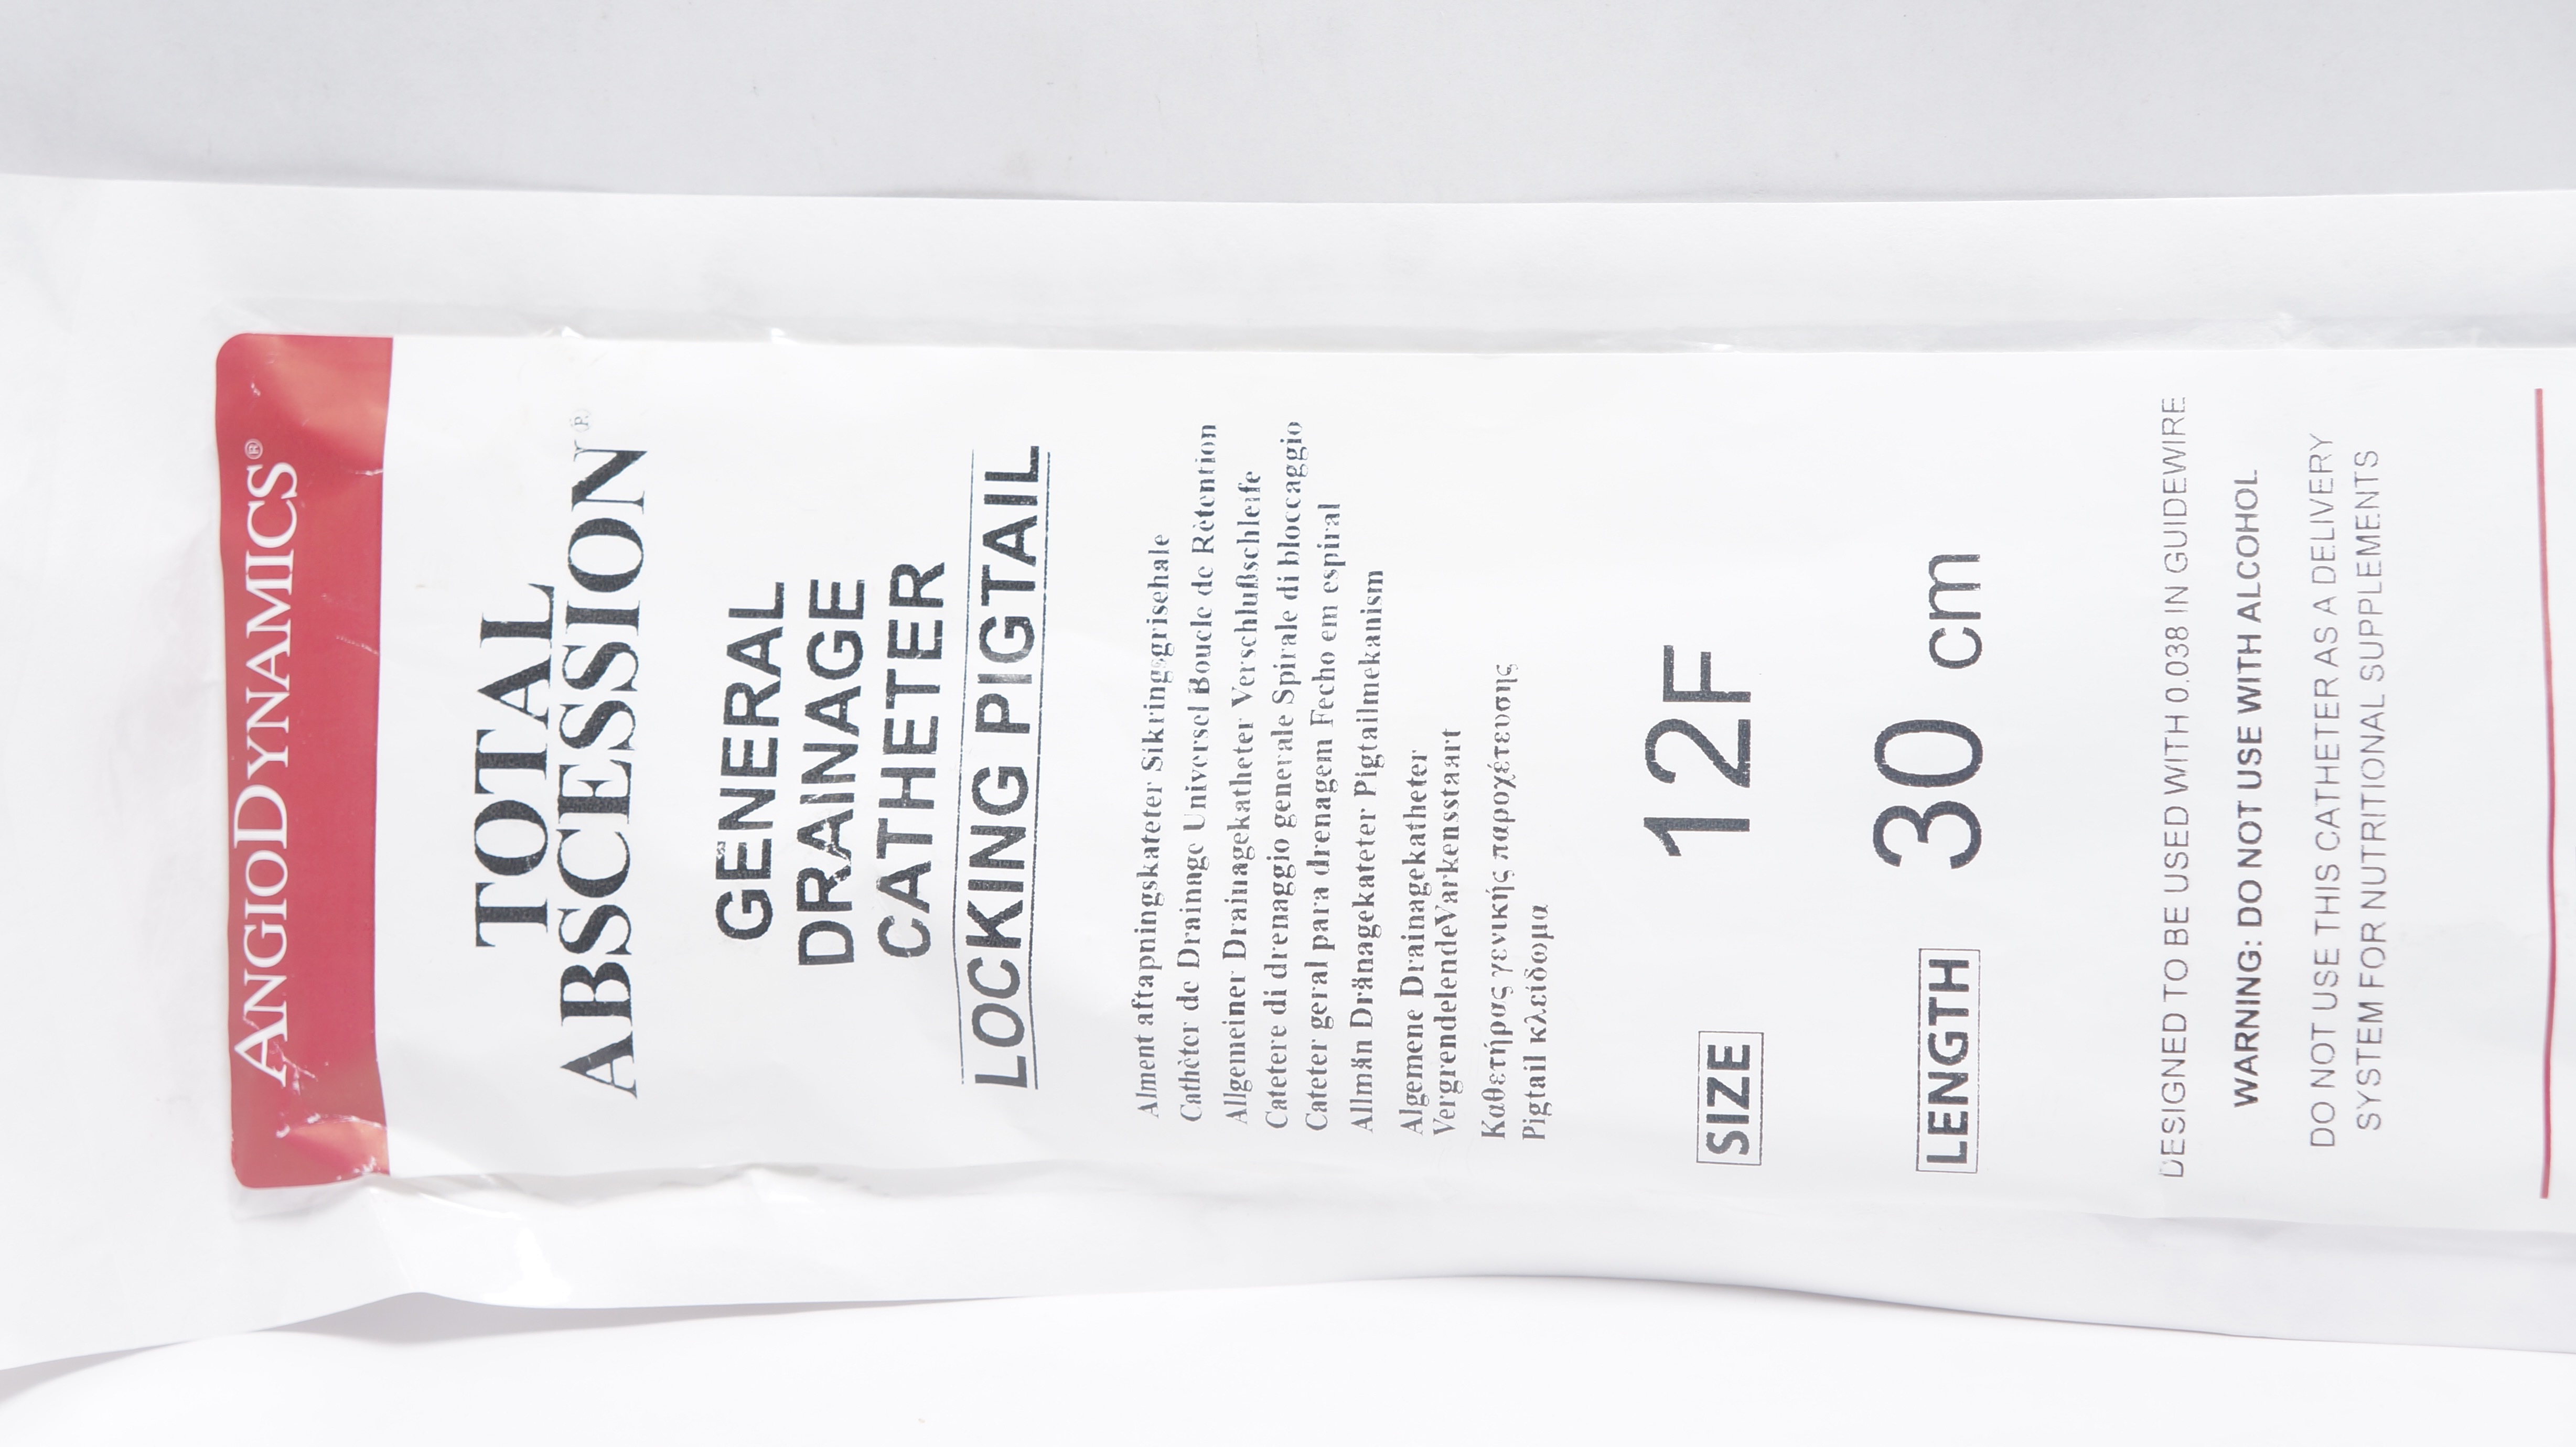 ANGIODYNAMICS®
TOTAL
ABSCESSION®
GENERAL
DRAINAGE
CATHETER
LOCKING PIGTAIL
Alment aftapningskateter Sikringsgrisehale
Cathèter de Drainage Universel Boucle de Rètention
Allgemeiner Drainagekatheter Verschlußschleife
Catetere di drenaggio generale Spirale di bloccaggio
Cateter geral para drenagem Fecho em espiral
Allmän Dränagekateter Pigtailmekanism
Algemene Drainagekatheter
VergrendelendeVarkensstaart
Καθετήρας γενικής παροχέτευσης
Pigtail κλείδωμα
SIZE 12F
LENGTH 30 cm
DESIGNED TO BE USED WITH 0.038 IN GUIDEWIRE
WARNING: DO NOT USE WITH ALCOHOL
DO NOT USE THIS CATHETER AS A DELIVERY
SYSTEM FOR NUTRITIONAL SUPPLEMENTS